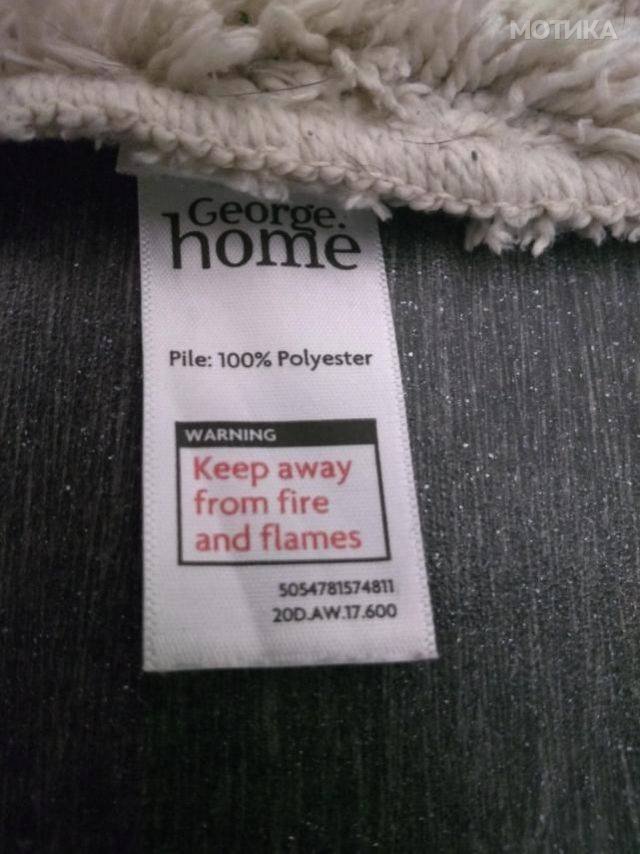 МОТИКА
George.
home
Pile: 100% Polyester
WARNING
Keep away
from fire
and flames
5054781574811
20D.AW.17.600